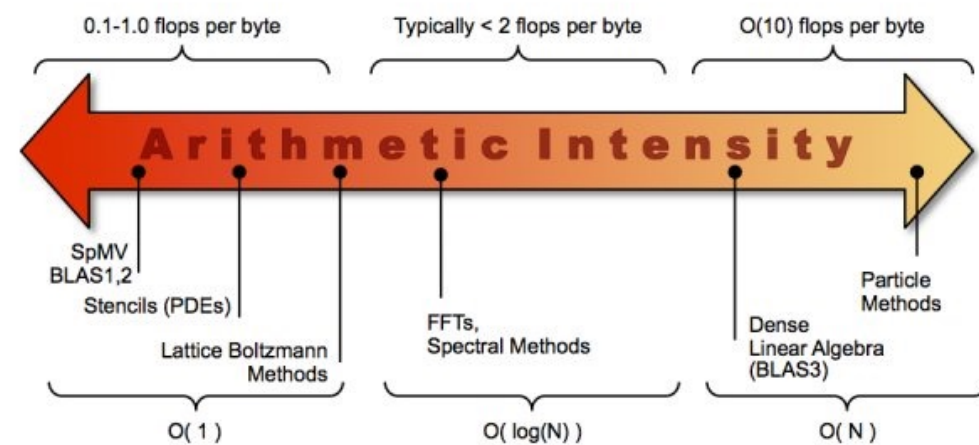 0.1-1.0 flops per byte
Typically < 2 flops per byte
O(10) flops per byte
Arithmetic Intensity
SpMV
BLAS1,2
Stencils (PDEs)
Lattice Boltzmann
Methods
FFTs,
Spectral Methods
Dense
Linear Algebra
(BLAS3)
Particle
Methods
O( 1 )
O( log(N) )
O( N )